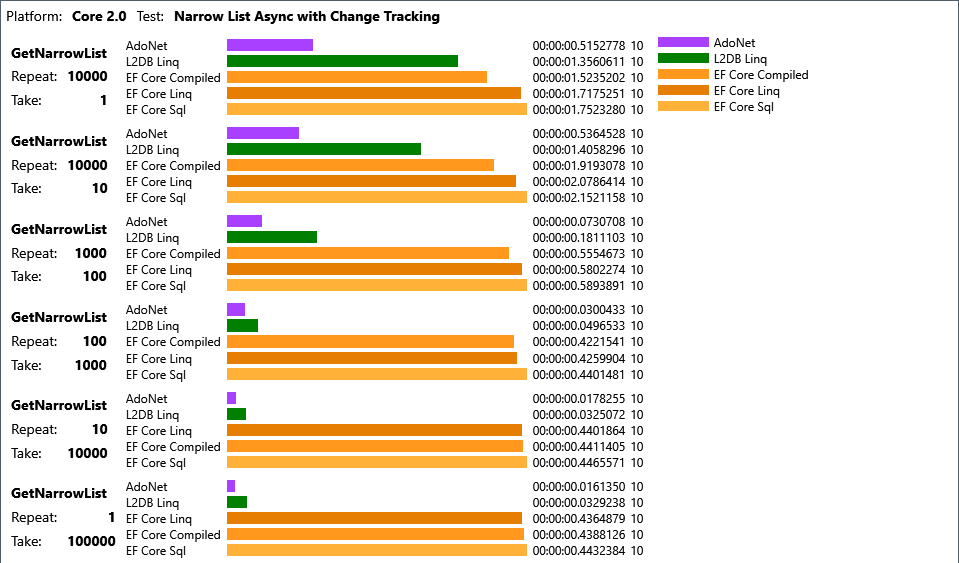 Platform: Core 2.0 Test: Narrow List Async with Change Tracking
GetNarrowList
Repeat: 10000
Take: 1
AdoNet 00:00:00.5152778 10
L2DB Linq 00:00:01.3560611 10
EF Core Compiled 00:00:01.5235202 10
EF Core Linq 00:00:01.7175251 10
EF Core Sql 00:00:01.7523280 10
AdoNet
L2DB Linq
EF Core Compiled
EF Core Linq
EF Core Sql
GetNarrowList
Repeat: 10000
Take: 10
AdoNet 00:00:00.5364528 10
L2DB Linq 00:00:01.4058296 10
EF Core Compiled 00:00:01.9193078 10
EF Core Linq 00:00:02.0786414 10
EF Core Sql 00:00:02.1521158 10
GetNarrowList
Repeat: 1000
Take: 100
AdoNet 00:00:00.0730708 10
L2DB Linq 00:00:00.1811103 10
EF Core Compiled 00:00:00.5554673 10
EF Core Linq 00:00:00.5802274 10
EF Core Sql 00:00:00.5893891 10
GetNarrowList
Repeat: 100
Take: 1000
AdoNet 00:00:00.0300433 10
L2DB Linq 00:00:00.0496533 10
EF Core Compiled 00:00:00.4221541 10
EF Core Linq 00:00:00.4259904 10
EF Core Sql 00:00:00.4401481 10
GetNarrowList
Repeat: 10
Take: 10000
AdoNet 00:00:00.0178255 10
L2DB Linq 00:00:00.0325072 10
EF Core Linq 00:00:00.4401864 10
EF Core Compiled 00:00:00.4411405 10
EF Core Sql 00:00:00.4465571 10
GetNarrowList
Repeat: 1
Take: 100000
AdoNet 00:00:00.0161350 10
L2DB Linq 00:00:00.0329238 10
EF Core Linq 00:00:00.4364879 10
EF Core Compiled 00:00:00.4388126 10
EF Core Sql 00:00:00.4432384 10